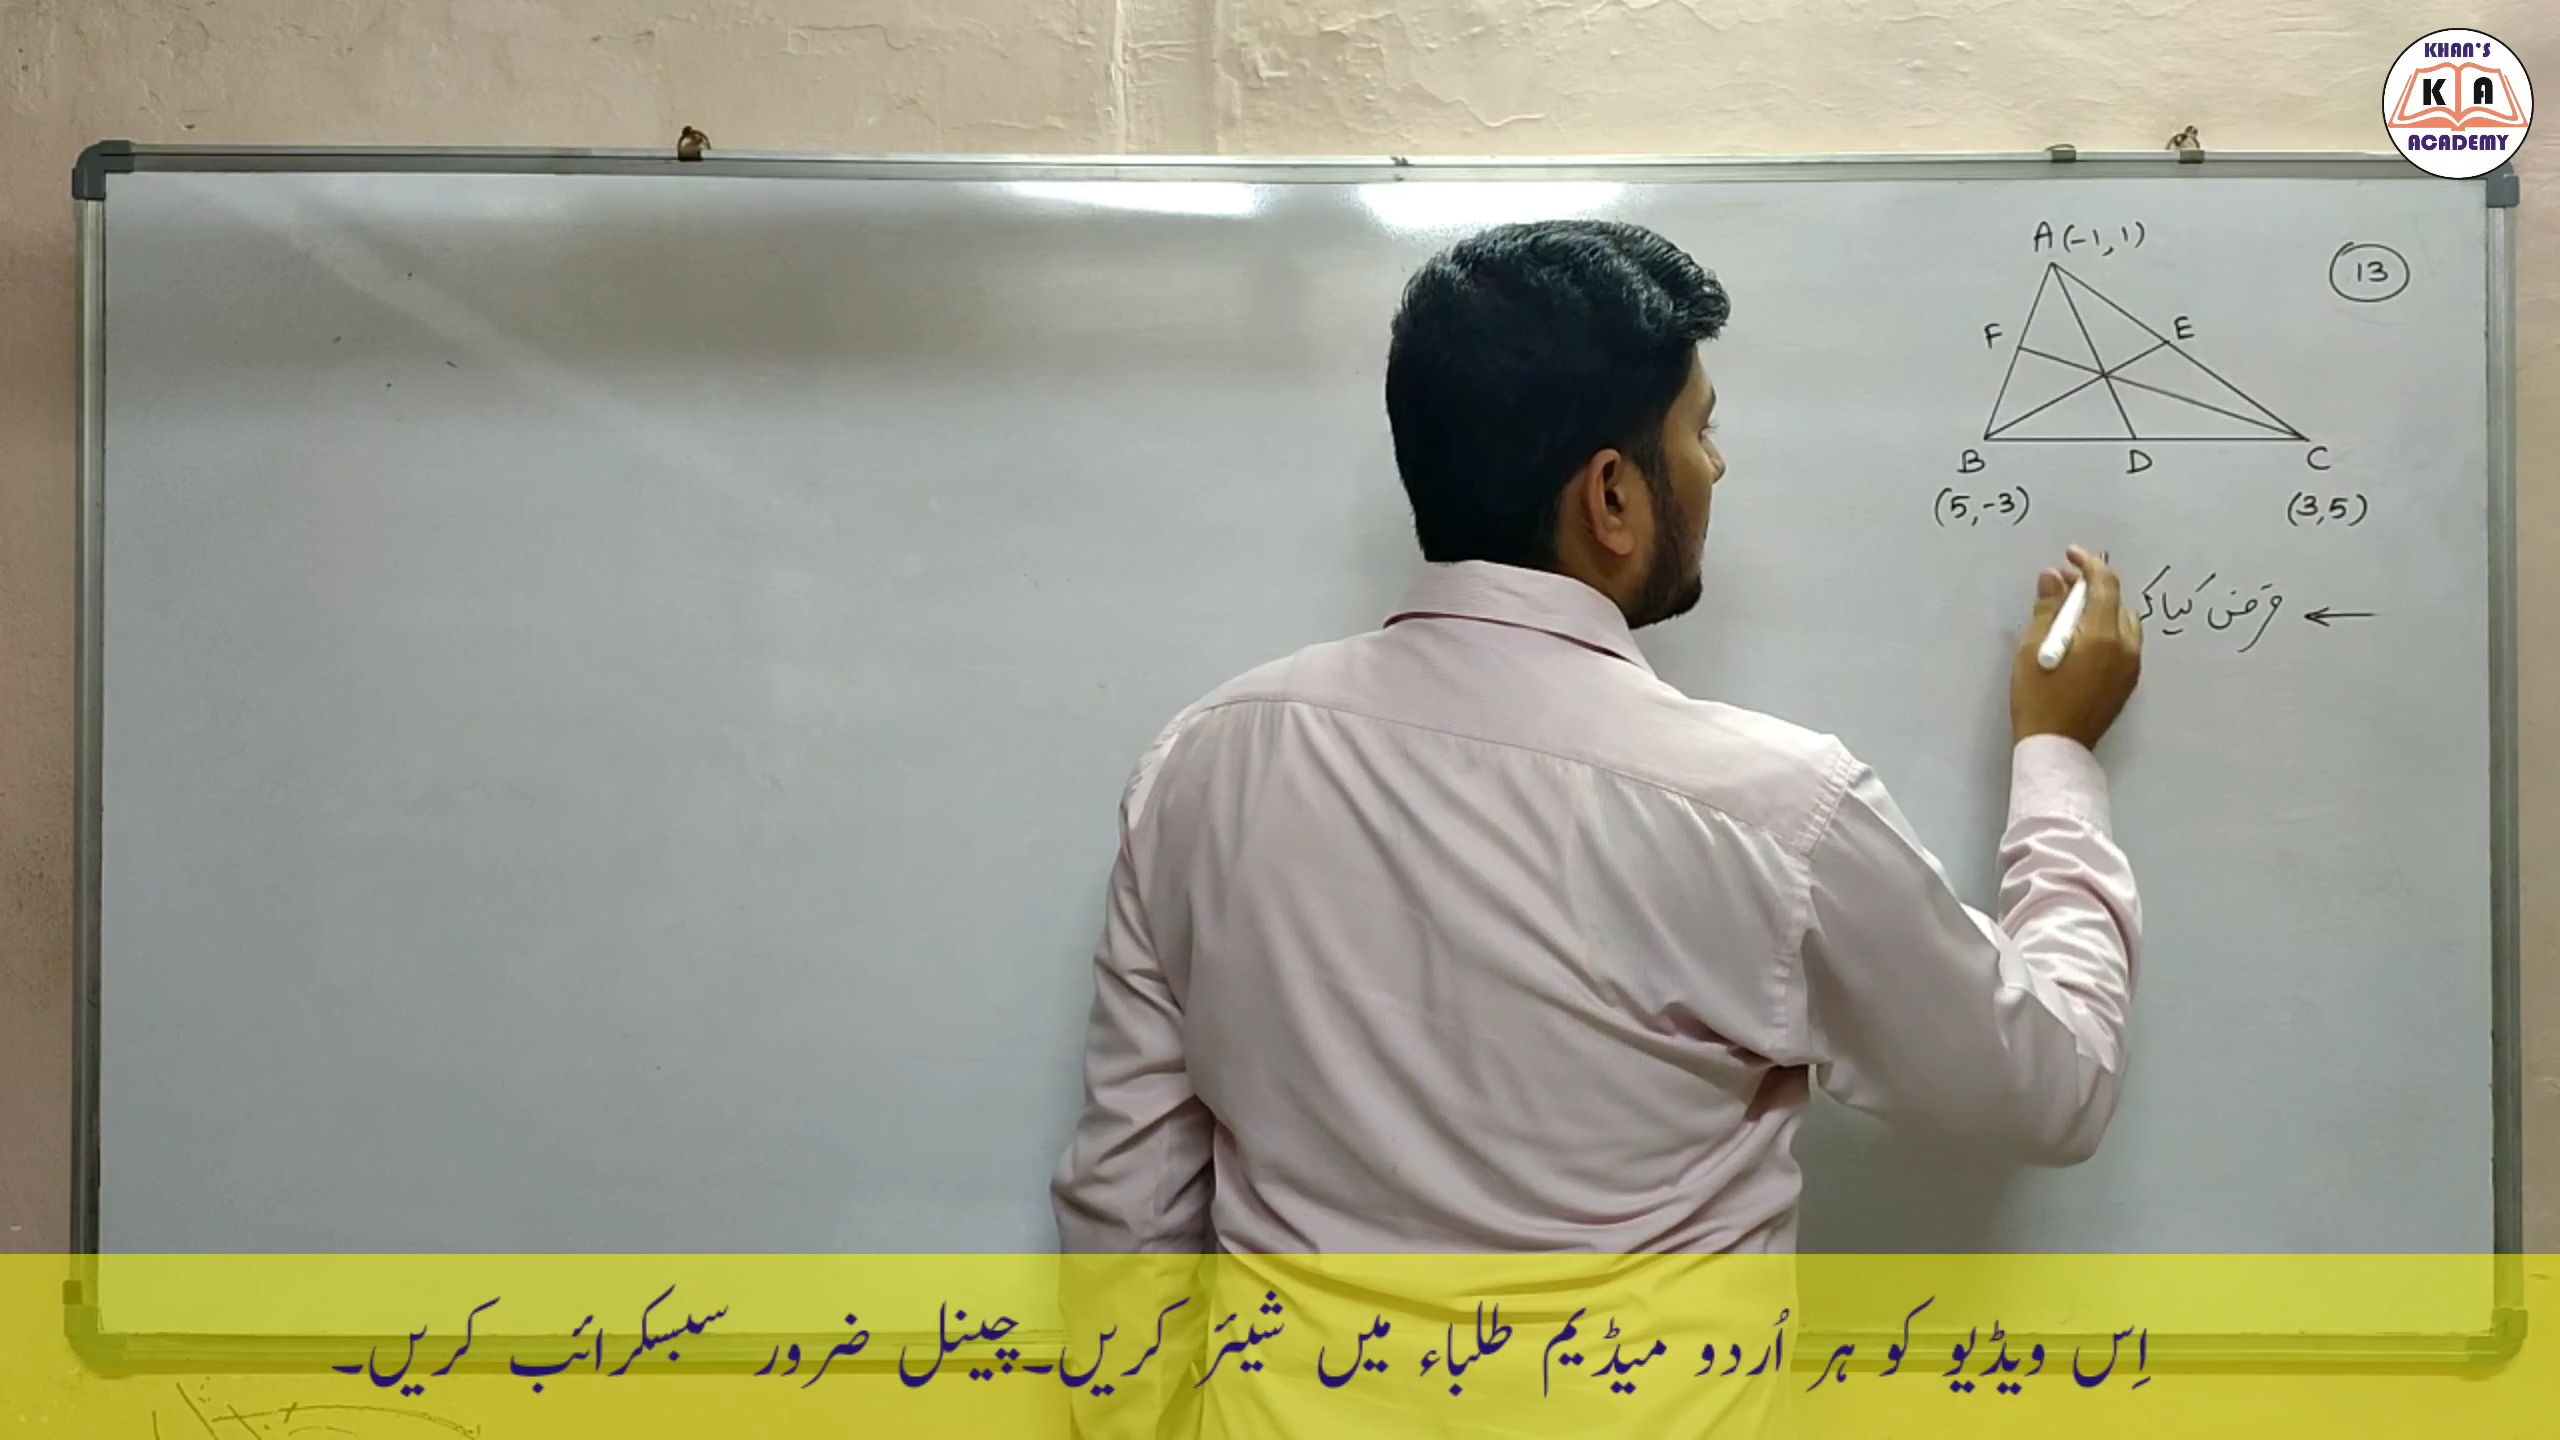 KHAN'S
K A
ACADEMY
13
A(-1,1)
F
E
B
D
C
(5,-3)
(3,5)
← فرض کیا
اِس ویڈیو کو ہر اُردو میڈیم طلباء میں شیئر کریں۔چینل ضرور سبسکرائب کریں۔